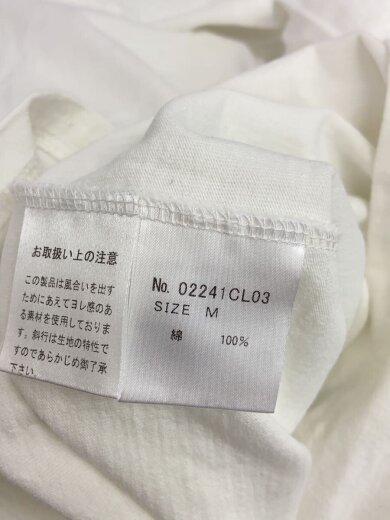 お取扱い上の注意
この製品は風合いを出す
ためにあえてヨレ感のあ
る素材を使用しておりま
す。斜行は生地の特性で
すのであらかじめ御了承
下さい。
No. 02241CL03
SIZE M
綿 100%